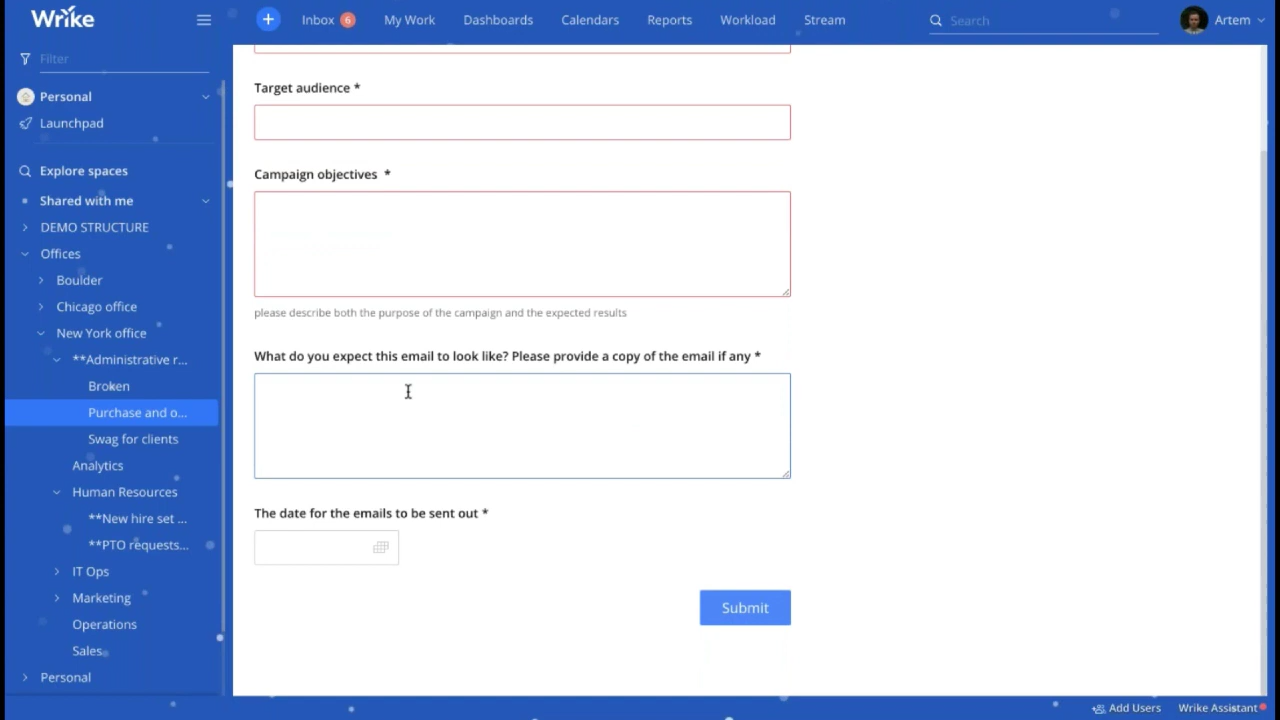 Wrike
Inbox 6 My Work Dashboards Calendars Reports Workload Stream Search Artem
Filter
Personal
Launchpad
Explore spaces
Shared with me
DEMO STRUCTURE
Offices
Boulder
Chicago office
New York office
**Administrative r...
Broken
Purchase and o...
Swag for clients
Analytics
Human Resources
**New hire set ...
**PTO requests...
IT Ops
Marketing
Operations
Sales
Personal
Target audience *
Campaign objectives *
please describe both the purpose of the campaign and the expected results
What do you expect this email to look like? Please provide a copy of the email if any *
The date for the emails to be sent out *
Submit
Add Users Wrike Assistant